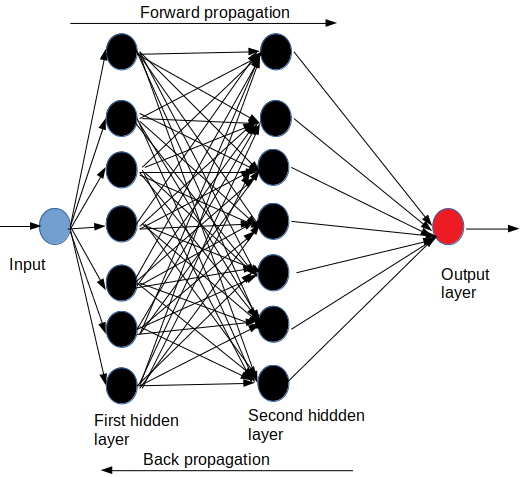 Forward propagation
Input
Output
layer
First hidden
layer
Second hiddden
layer
Back propagation